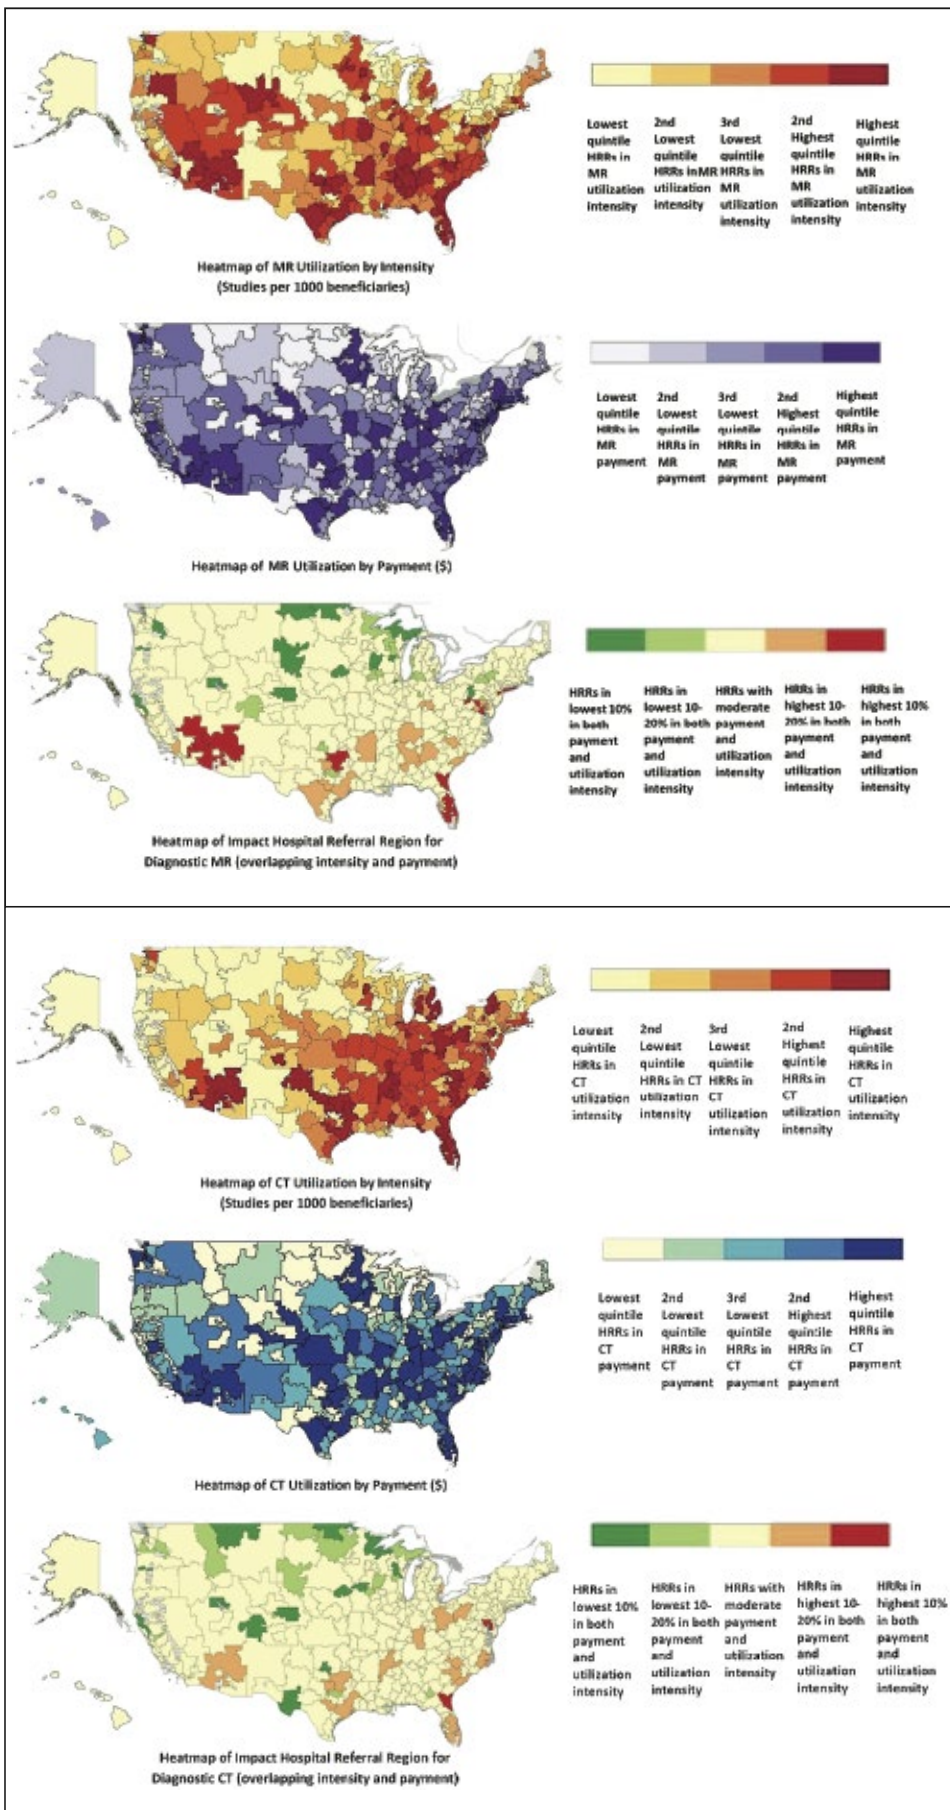 Lowest
quintile
HRRs in
MR
utilization
intensity
2nd
Lowest
quintile
HRRs in MR
utilization
intensity
3rd
Lowest
quintile
HRRs in
MR
utilization
intensity
2nd
Highest
quintile
HRRs in
MR
utilization
intensity
Highest
quintile
HRRs in
MR
utilization
intensity
Heatmap of MR Utilization by Intensity
(Studies per 1000 beneficiaries)
Lowest
quintile
HRRs in
MR
payment
2nd
Lowest
quintile
HRRs in
MR
payment
3rd
Lowest
quintile
HRRs in
MR
payment
2nd
Highest
quintile
HRRs in
MR
payment
Highest
quintile
HRRs in
MR
payment
Heatmap of MR Utilization by Payment ($)
HRRs in
lowest 10%
in both
payment
and
utilization
intensity
HRRs in
lowest 10-
20% in both
payment
and
utilization
intensity
HRRs with
moderate
payment
and
utilization
intensity
HRRs in
highest 10-
20% in both
payment
and
utilization
intensity
HRRs in
highest 10%
in both
payment
and
utilization
intensity
Heatmap of Impact Hospital Referral Region for
Diagnostic MR (overlapping intensity and payment)
Lowest
quintile
HRRs in
CT
utilization
intensity
2nd
Lowest
quintile
HRRs in CT
utilization
intensity
3rd
Lowest
quintile
HRRs in
CT
utilization
intensity
2nd
Highest
quintile
HRRs in
CT
utilization
intensity
Highest
quintile
HRRs in
CT
utilization
intensity
Heatmap of CT Utilization by Intensity
(Studies per 1000 beneficiaries)
Lowest
quintile
HRRs in
CT
payment
2nd
Lowest
quintile
HRRs in
CT
payment
3rd
Lowest
quintile
HRRs in
CT
payment
2nd
Highest
quintile
HRRs in
CT
payment
Highest
quintile
HRRs in
CT
payment
Heatmap of CT Utilization by Payment ($)
HRRs in
lowest 10%
in both
payment
and
utilization
intensity
HRRs in
lowest 10-
20% in both
payment
and
utilization
intensity
HRRs with
moderate
payment
and
utilization
intensity
HRRs in
highest 10-
20% in both
payment
and
utilization
intensity
HRRs in
highest 10%
in both
payment
and
utilization
intensity
Heatmap of Impact Hospital Referral Region for
Diagnostic CT (overlapping intensity and payment)